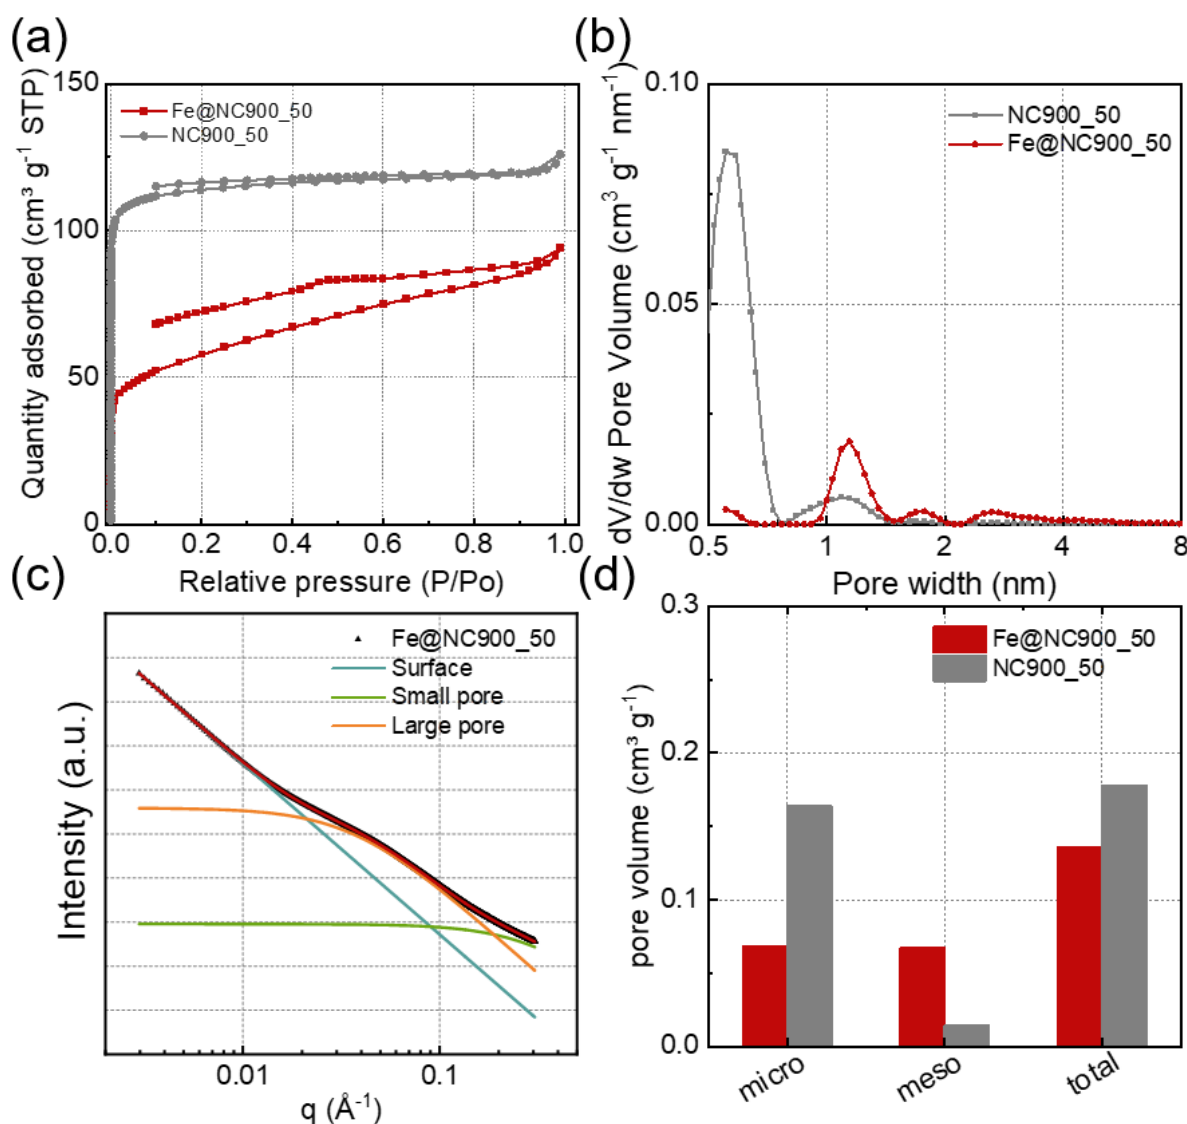 (a)
Quantity adsorbed (cm³ g⁻¹ STP)
150
100
50
0
Fe@NC900_50
NC900_50
0.0 0.2 0.4 0.6 0.8 1.0
Relative pressure (P/Po)
(b)
dV/dw Pore Volume (cm³ g⁻¹ nm⁻¹)
0.10
0.05
0.00
NC900_50
Fe@NC900_50
0.5 1 2 4 8
Pore width (nm)
(c)
Intensity (a.u.)
Fe@NC900_50
Surface
Small pore
Large pore
0.01 0.1
q (Å⁻¹)
(d)
pore volume (cm³ g⁻¹)
0.3
0.2
0.1
0.0
Fe@NC900_50
NC900_50
micro meso total